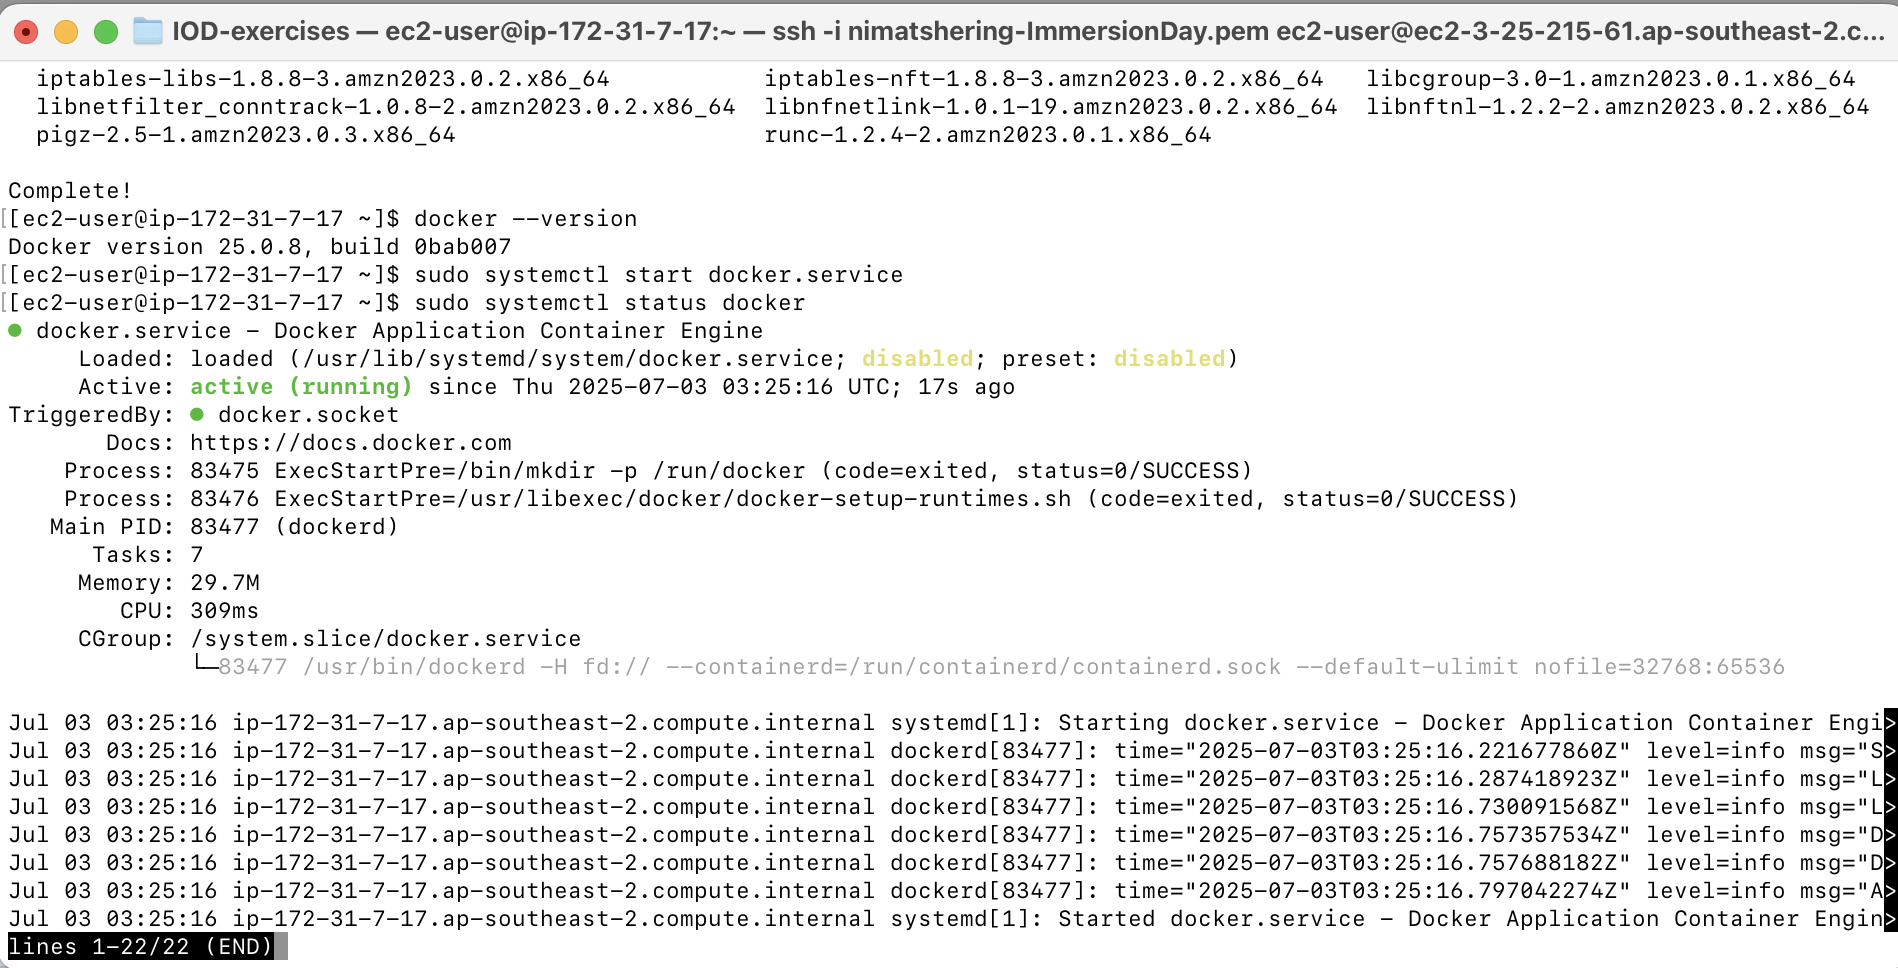 IOD-exercises — ec2-user@ip-172-31-7-17:~ — ssh -i nimatshering-ImmersionDay.pem ec2-user@ec2-3-25-215-61.ap-southeast-2.c...
iptables-libs-1.8.8-3.amzn2023.0.2.x86_64 iptables-nft-1.8.8-3.amzn2023.0.2.x86_64 libcgroup-3.0-1.amzn2023.0.1.x86_64
libnetfilter_conntrack-1.0.8-2.amzn2023.0.2.x86_64 libnfnetlink-1.0.1-19.amzn2023.0.2.x86_64 libnftnl-1.2.2-2.amzn2023.0.2.x86_64
pigz-2.5-1.amzn2023.0.3.x86_64 runc-1.2.4-2.amzn2023.0.1.x86_64
Complete!
[[ec2-user@ip-172-31-7-17 ~]$ docker --version
Docker version 25.0.8, build 0bab007
[[ec2-user@ip-172-31-7-17 ~]$ sudo systemctl start docker.service
[[ec2-user@ip-172-31-7-17 ~]$ sudo systemctl status docker
● docker.service - Docker Application Container Engine
Loaded: loaded (/usr/lib/systemd/system/docker.service; disabled; preset: disabled)
Active: active (running) since Thu 2025-07-03 03:25:16 UTC; 17s ago
TriggeredBy: ● docker.socket
Docs: https://docs.docker.com
Process: 83475 ExecStartPre=/bin/mkdir -p /run/docker (code=exited, status=0/SUCCESS)
Process: 83476 ExecStartPre=/usr/libexec/docker/docker-setup-runtimes.sh (code=exited, status=0/SUCCESS)
Main PID: 83477 (dockerd)
Tasks: 7
Memory: 29.7M
CPU: 309ms
CGroup: /system.slice/docker.service
└─83477 /usr/bin/dockerd -H fd:// --containerd=/run/containerd/containerd.sock --default-ulimit nofile=32768:65536
Jul 03 03:25:16 ip-172-31-7-17.ap-southeast-2.compute.internal systemd[1]: Starting docker.service - Docker Application Container Engi>
Jul 03 03:25:16 ip-172-31-7-17.ap-southeast-2.compute.internal dockerd[83477]: time="2025-07-03T03:25:16.221677860Z" level=info msg="S>
Jul 03 03:25:16 ip-172-31-7-17.ap-southeast-2.compute.internal dockerd[83477]: time="2025-07-03T03:25:16.287418923Z" level=info msg="L>
Jul 03 03:25:16 ip-172-31-7-17.ap-southeast-2.compute.internal dockerd[83477]: time="2025-07-03T03:25:16.730091568Z" level=info msg="L>
Jul 03 03:25:16 ip-172-31-7-17.ap-southeast-2.compute.internal dockerd[83477]: time="2025-07-03T03:25:16.757357534Z" level=info msg="D>
Jul 03 03:25:16 ip-172-31-7-17.ap-southeast-2.compute.internal dockerd[83477]: time="2025-07-03T03:25:16.757688182Z" level=info msg="D>
Jul 03 03:25:16 ip-172-31-7-17.ap-southeast-2.compute.internal dockerd[83477]: time="2025-07-03T03:25:16.797042274Z" level=info msg="A>
Jul 03 03:25:16 ip-172-31-7-17.ap-southeast-2.compute.internal systemd[1]: Started docker.service - Docker Application Container Engin>
lines 1-22/22 (END)